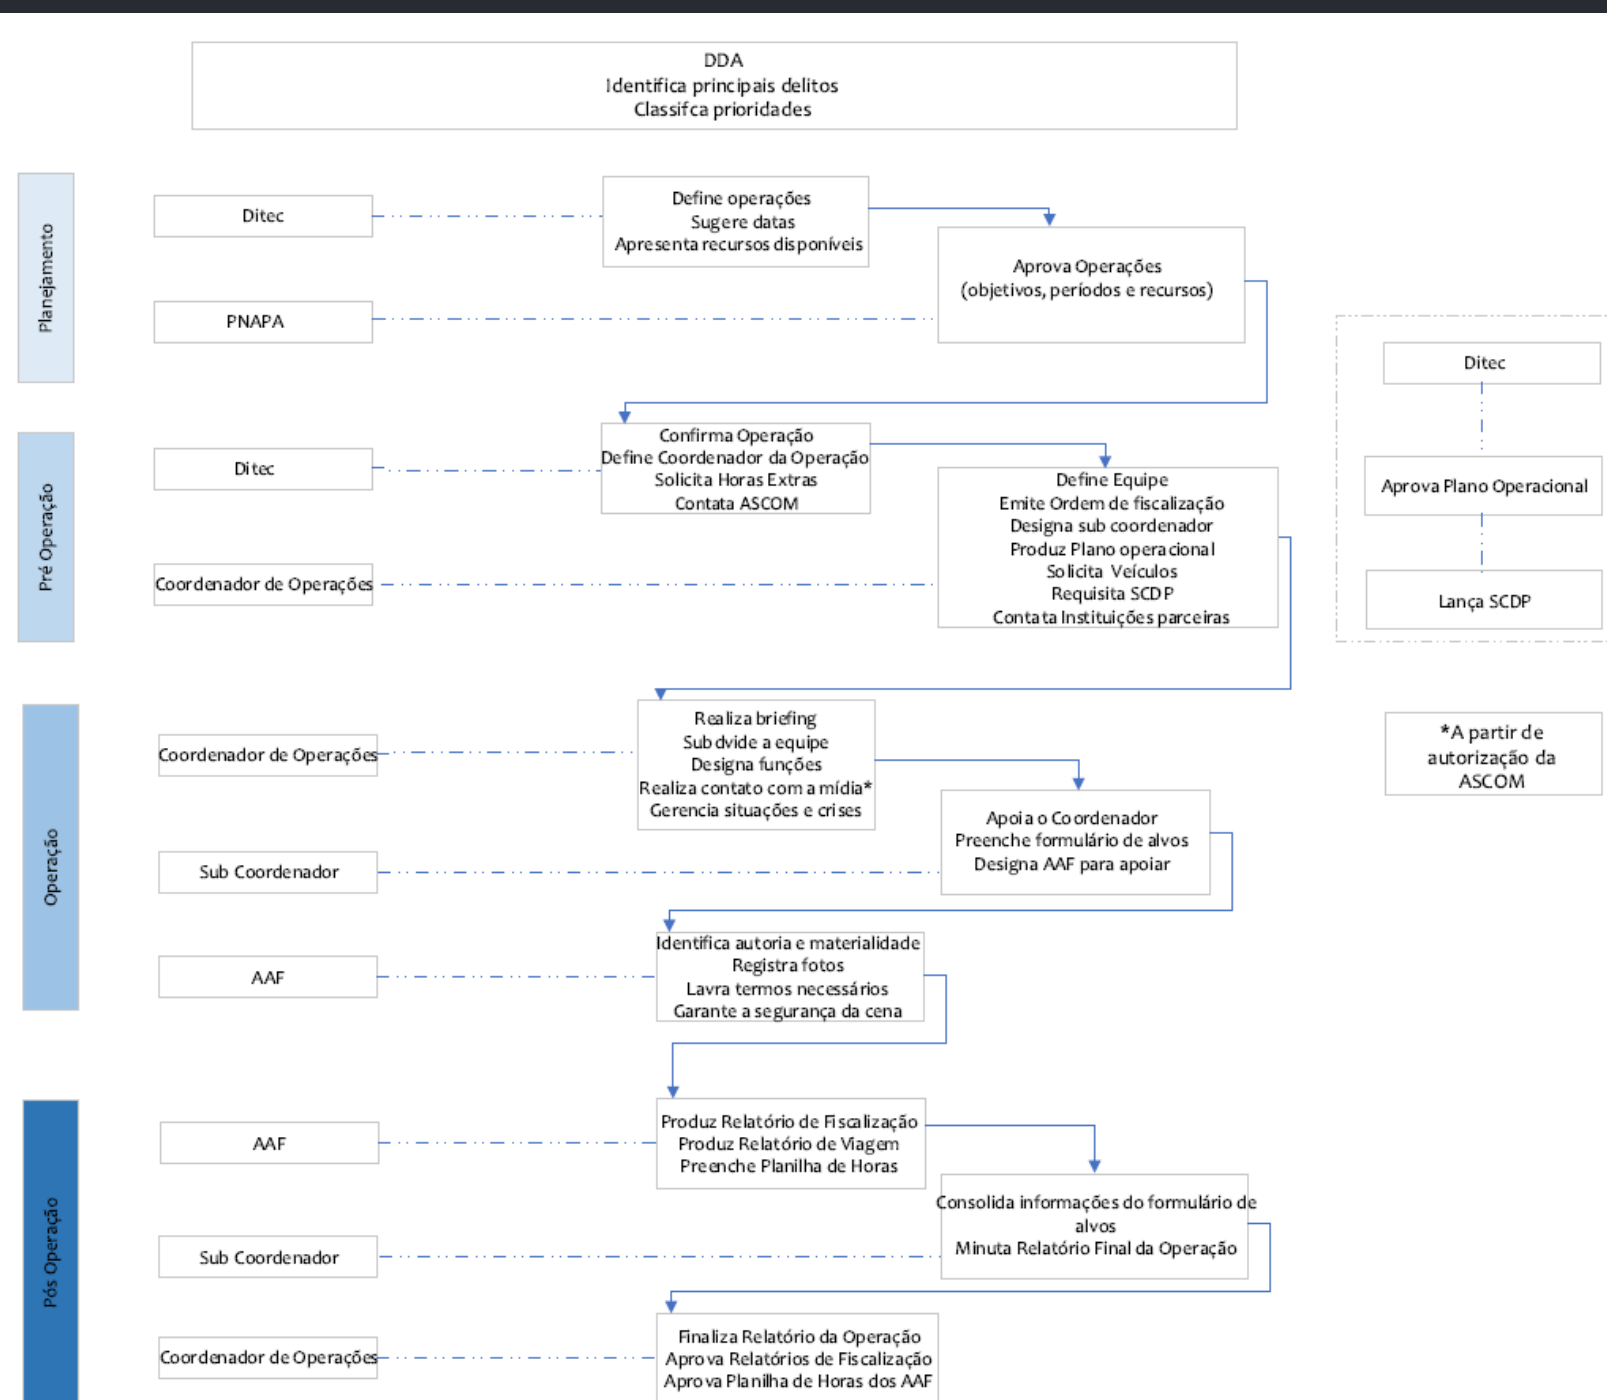 DDA
Identifica principais delitos
Classifca prioridades
Planejamento
Ditec
Define operações
Sugere datas
Apresenta recursos disponíveis
PNAPA
Aprova Operações
(objetivos, períodos e recursos)
Pré Operação
Ditec
Confirma Operação
Define Coordenador da Operação
Solicita Horas Extras
Contata ASCOM
Coordenador de Operações
Define Equipe
Emite Ordem de fiscalização
Designa sub coordenador
Produz Plano operacional
Solicita Veículos
Requisita SCDP
Contata Instituições parceiras
Ditec
Aprova Plano Operacional
Lança SCDP
Operação
Coordenador de Operações
Realiza briefing
Subdvide a equipe
Designa funções
Realiza contato com a mídia*
Gerencia situações e crises
*A partir de
autorização da
ASCOM
Sub Coordenador
Apoia o Coordenador
Preenche formulário de alvos
Designa AAF para apoiar
AAF
Identifica autoria e materialidade
Registra fotos
Lavra termos necessários
Garante a segurança da cena
Pós Operação
AAF
Produz Relatório de Fiscalização
Produz Relatório de Viagem
Preenche Planilha de Horas
Sub Coordenador
Consolida informações do formulário de
alvos
Minuta Relatório Final da Operação
Coordenador de Operações
Finaliza Relatório da Operação
Aprova Relatórios de Fiscalização
Aprova Planilha de Horas dos AAF